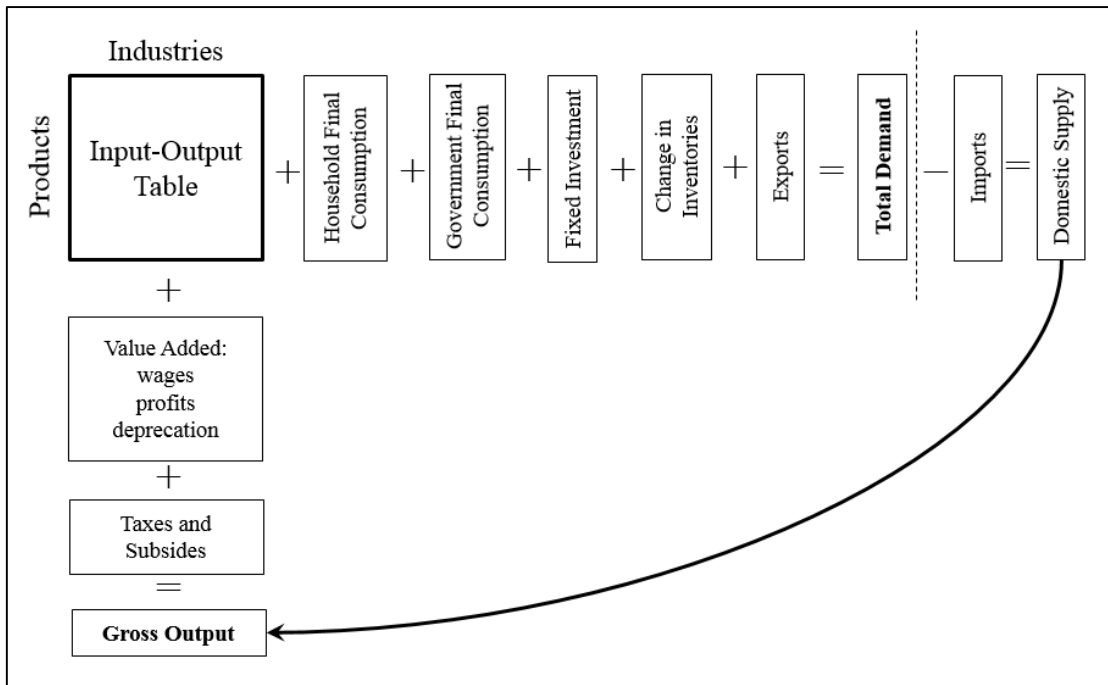 Industries
Products
Input-Output
Table
+
Household Final
Consumption
+
Government Final
Consumption
+
Fixed Investment
+
Change in
Inventories
+
Exports
=
Total Demand
−
Imports
=
Domestic Supply
+
Value Added:
wages
profits
deprecation
+
Taxes and
Subsides
=
Gross Output